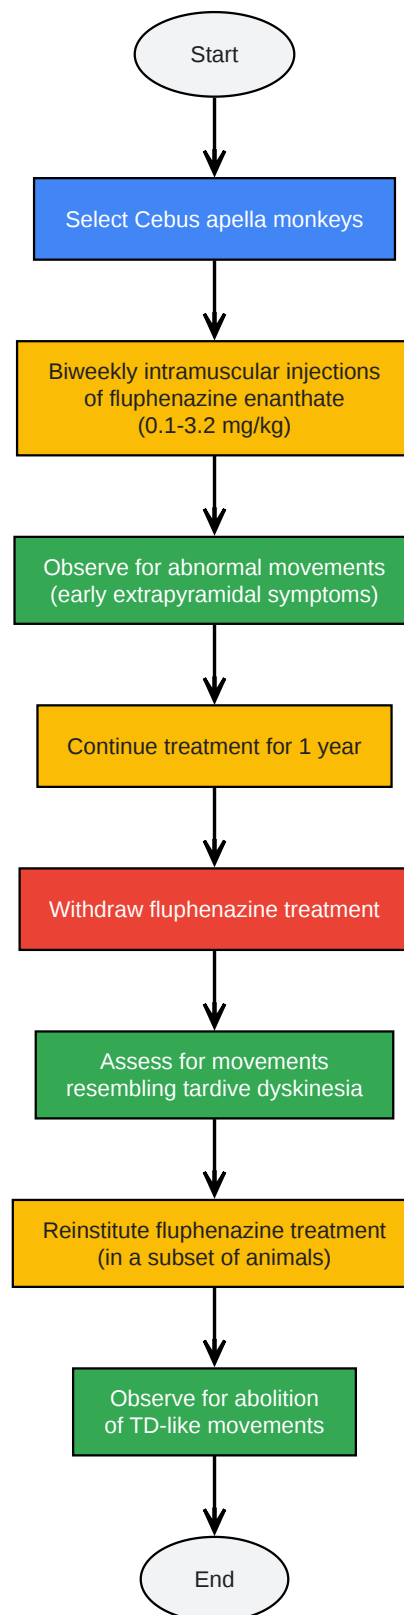 Start
Select Cebus apella monkeys
Biweekly intramuscular injections
of fluphenazine enanthate
(0.1-3.2 mg/kg)
Observe for abnormal movements
(early extrapyramidal symptoms)
Continue treatment for 1 year
Withdraw fluphenazine treatment
Assess for movements
resembling tardive dyskinesia
Reinstitute fluphenazine treatment
(in a subset of animals)
Observe for abolition
of TD-like movements
End